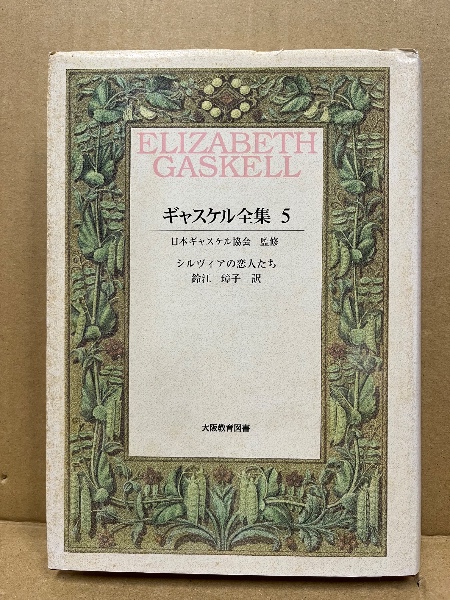 ELIZABETH
GASKELL
ギャスケル全集 5
日本ギャスケル協会 監修
シルヴィアの恋人たち
鈴江 璋子 訳
大阪教育図書